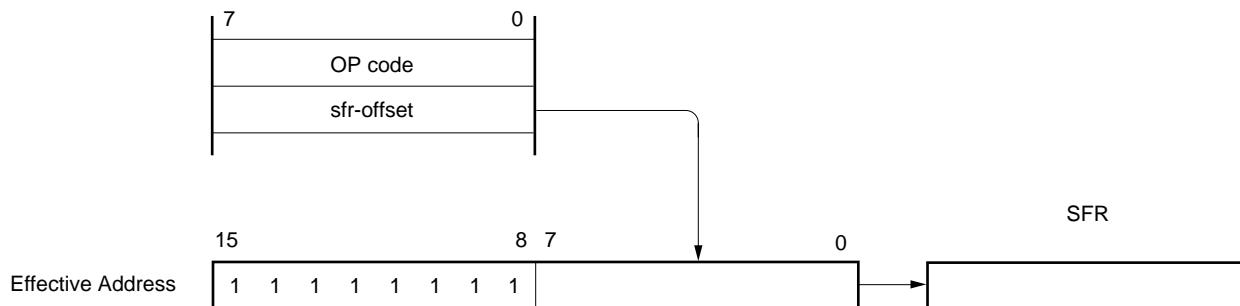 7 0
OP code
sfr-offset
SFR
15 8 7 0
Effective Address 1 1 1 1 1 1 1 1